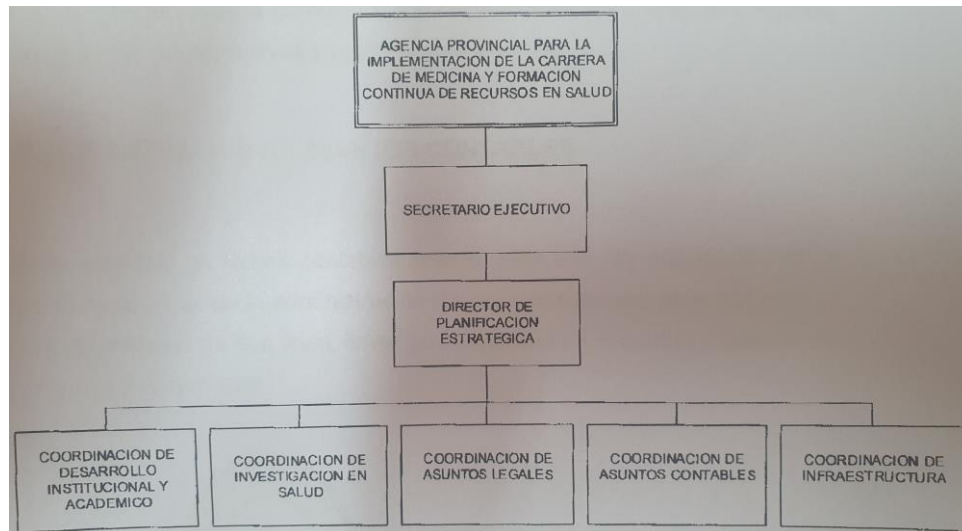 AGENCIA PROVINCIAL PARA LA
IMPLEMENTACION DE LA CARRERA
DE MEDICINA Y FORMACION
CONTINUA DE RECURSOS EN SALUD
SECRETARIO EJECUTIVO
DIRECTOR DE
PLANIFICACION
ESTRATEGICA
COORDINACION DE
DESARROLLO
INSTITUCIONAL Y
ACADEMICO
COORDINACION DE
INVESTIGACION EN
SALUD
COORDINACION DE
ASUNTOS LEGALES
COORDINACION DE
ASUNTOS CONTABLES
COORDINACION DE
INFRAESTRUCTURA